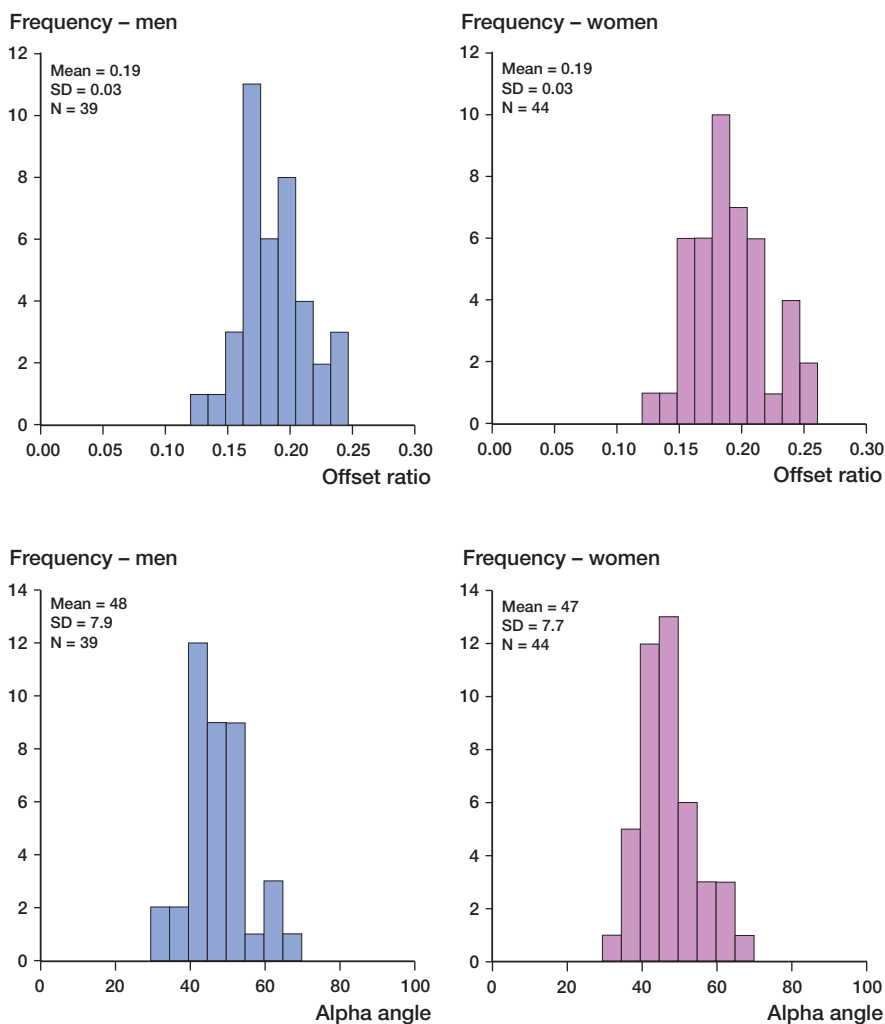 Frequency – men
12
10
8
6
4
2
0
Mean = 0.19
SD = 0.03
N = 39
0.00 0.05 0.10 0.15 0.20 0.25 0.30
Offset ratio
Frequency – women
12
10
8
6
4
2
0
Mean = 0.19
SD = 0.03
N = 44
0.00 0.05 0.10 0.15 0.20 0.25 0.30
Offset ratio
Frequency – men
14
12
10
8
6
4
2
0
Mean = 48
SD = 7.9
N = 39
0 20 40 60 80 100
Alpha angle
Frequency – women
14
12
10
8
6
4
2
0
Mean = 47
SD = 7.7
N = 44
0 20 40 60 80 100
Alpha angle